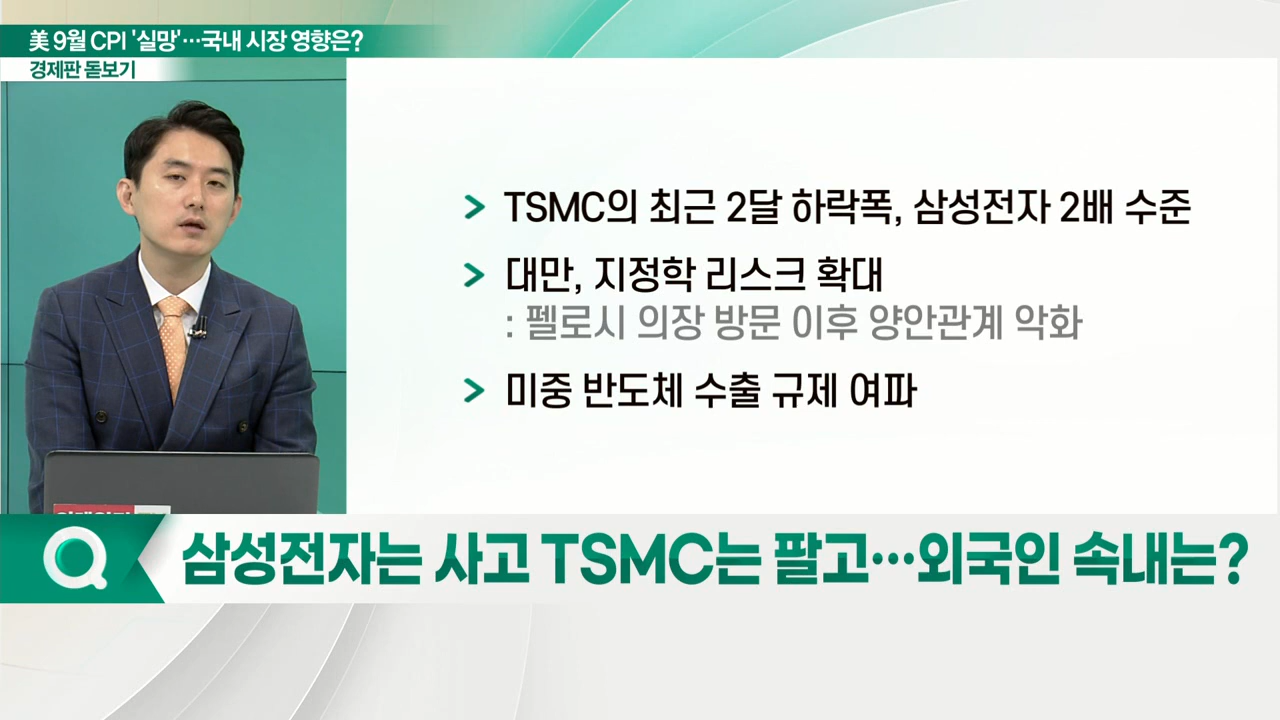 美 9월 CPI '실망'…국내 시장 영향은?
경제판 돋보기
> TSMC의 최근 2달 하락폭, 삼성전자 2배 수준
> 대만, 지정학 리스크 확대
: 펠로시 의장 방문 이후 양안관계 악화
> 미중 반도체 수출 규제 여파
삼성전자는 사고 TSMC는 팔고…외국인 속내는?